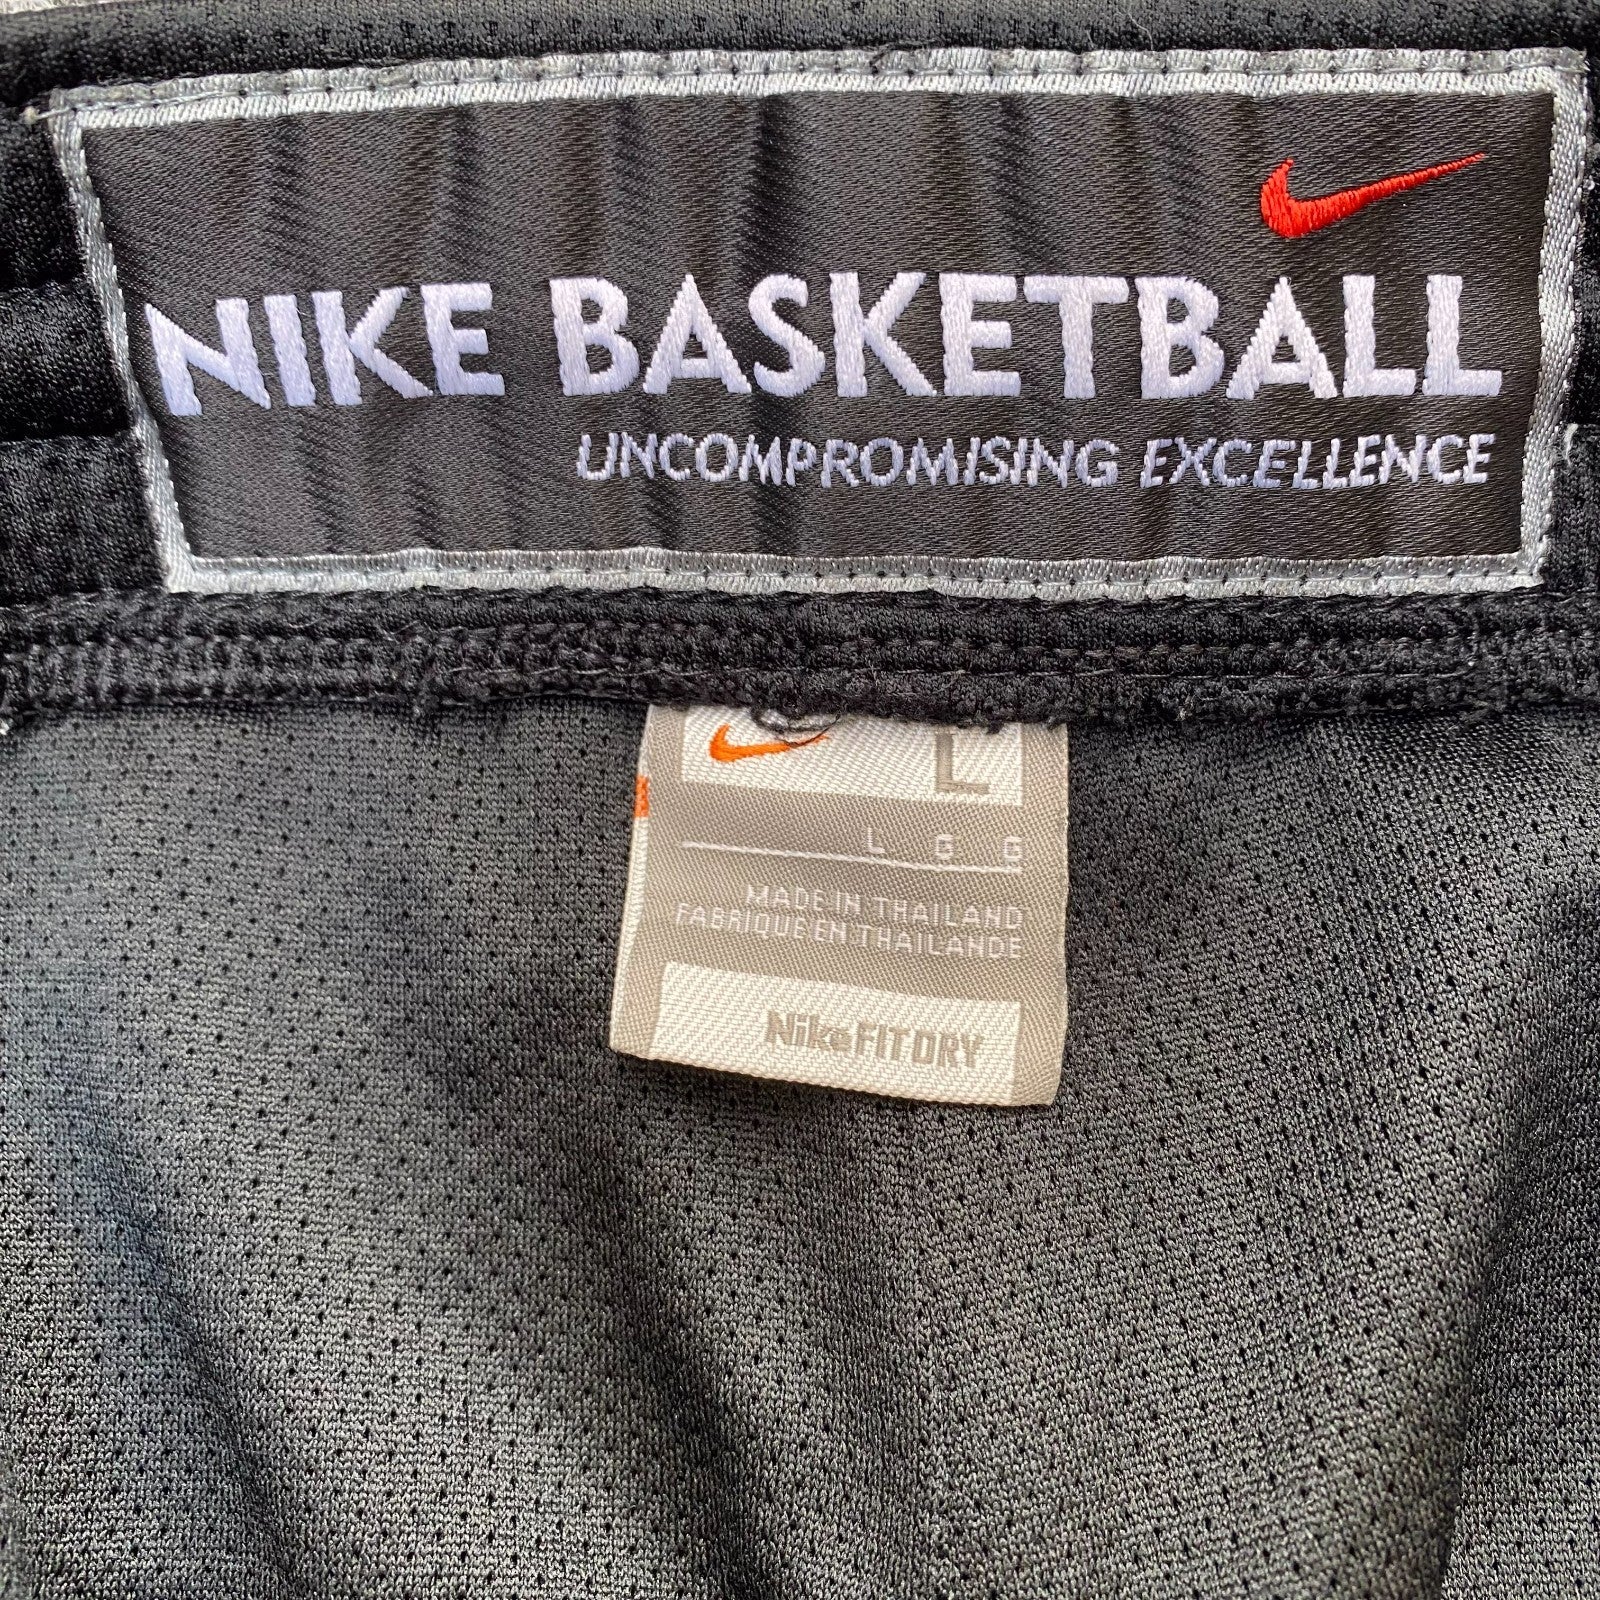 NIKE BASKETBALL
UNCOMPROMISING EXCELLENCE
L
L G G
MADE IN THAILAND
FABRIQUE EN THAILANDE
NikeFIT DRY